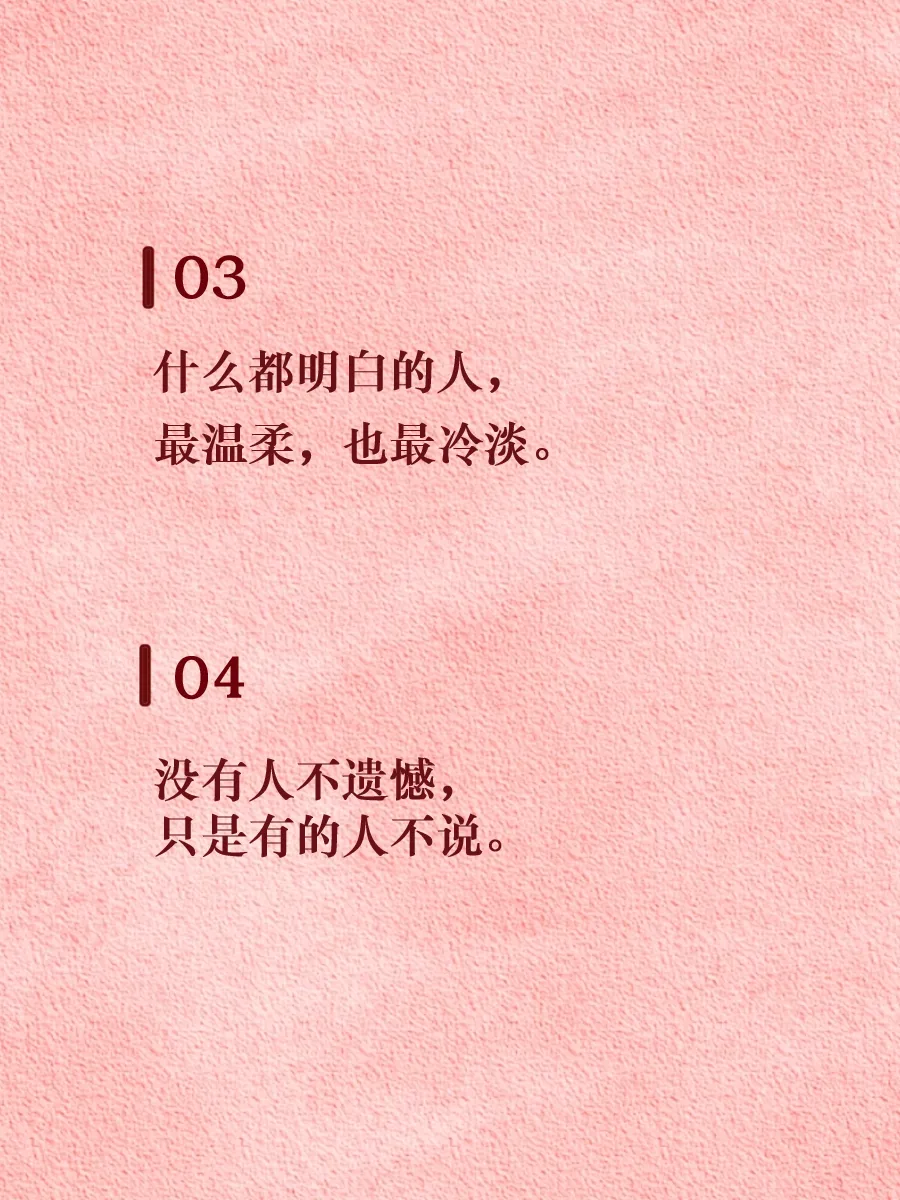 03
什么都明白的人，
最温柔，也最冷淡。
04
没有人不遗憾，
只是有的人不说。